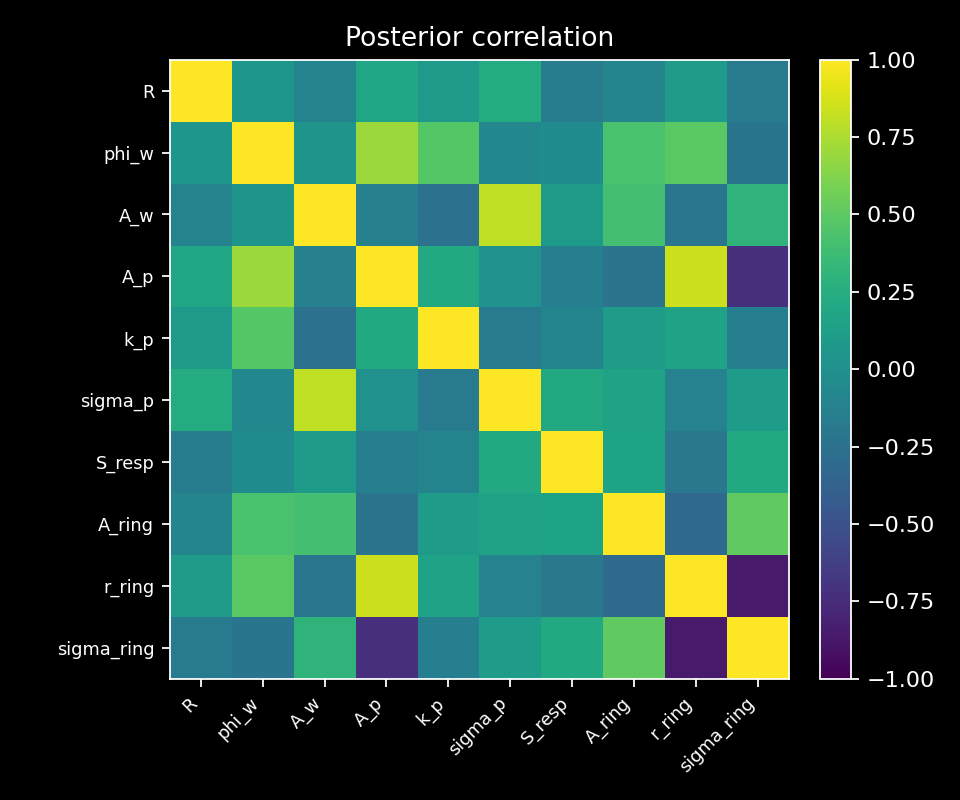 Posterior correlation
R
phi_w
A_w
A_p
k_p
sigma_p
S_resp
A_ring
r_ring
sigma_ring
R
phi_w
A_w
A_p
k_p
sigma_p
S_resp
A_ring
r_ring
sigma_ring
1.00
0.75
0.50
0.25
0.00
−0.25
−0.50
−0.75
−1.00